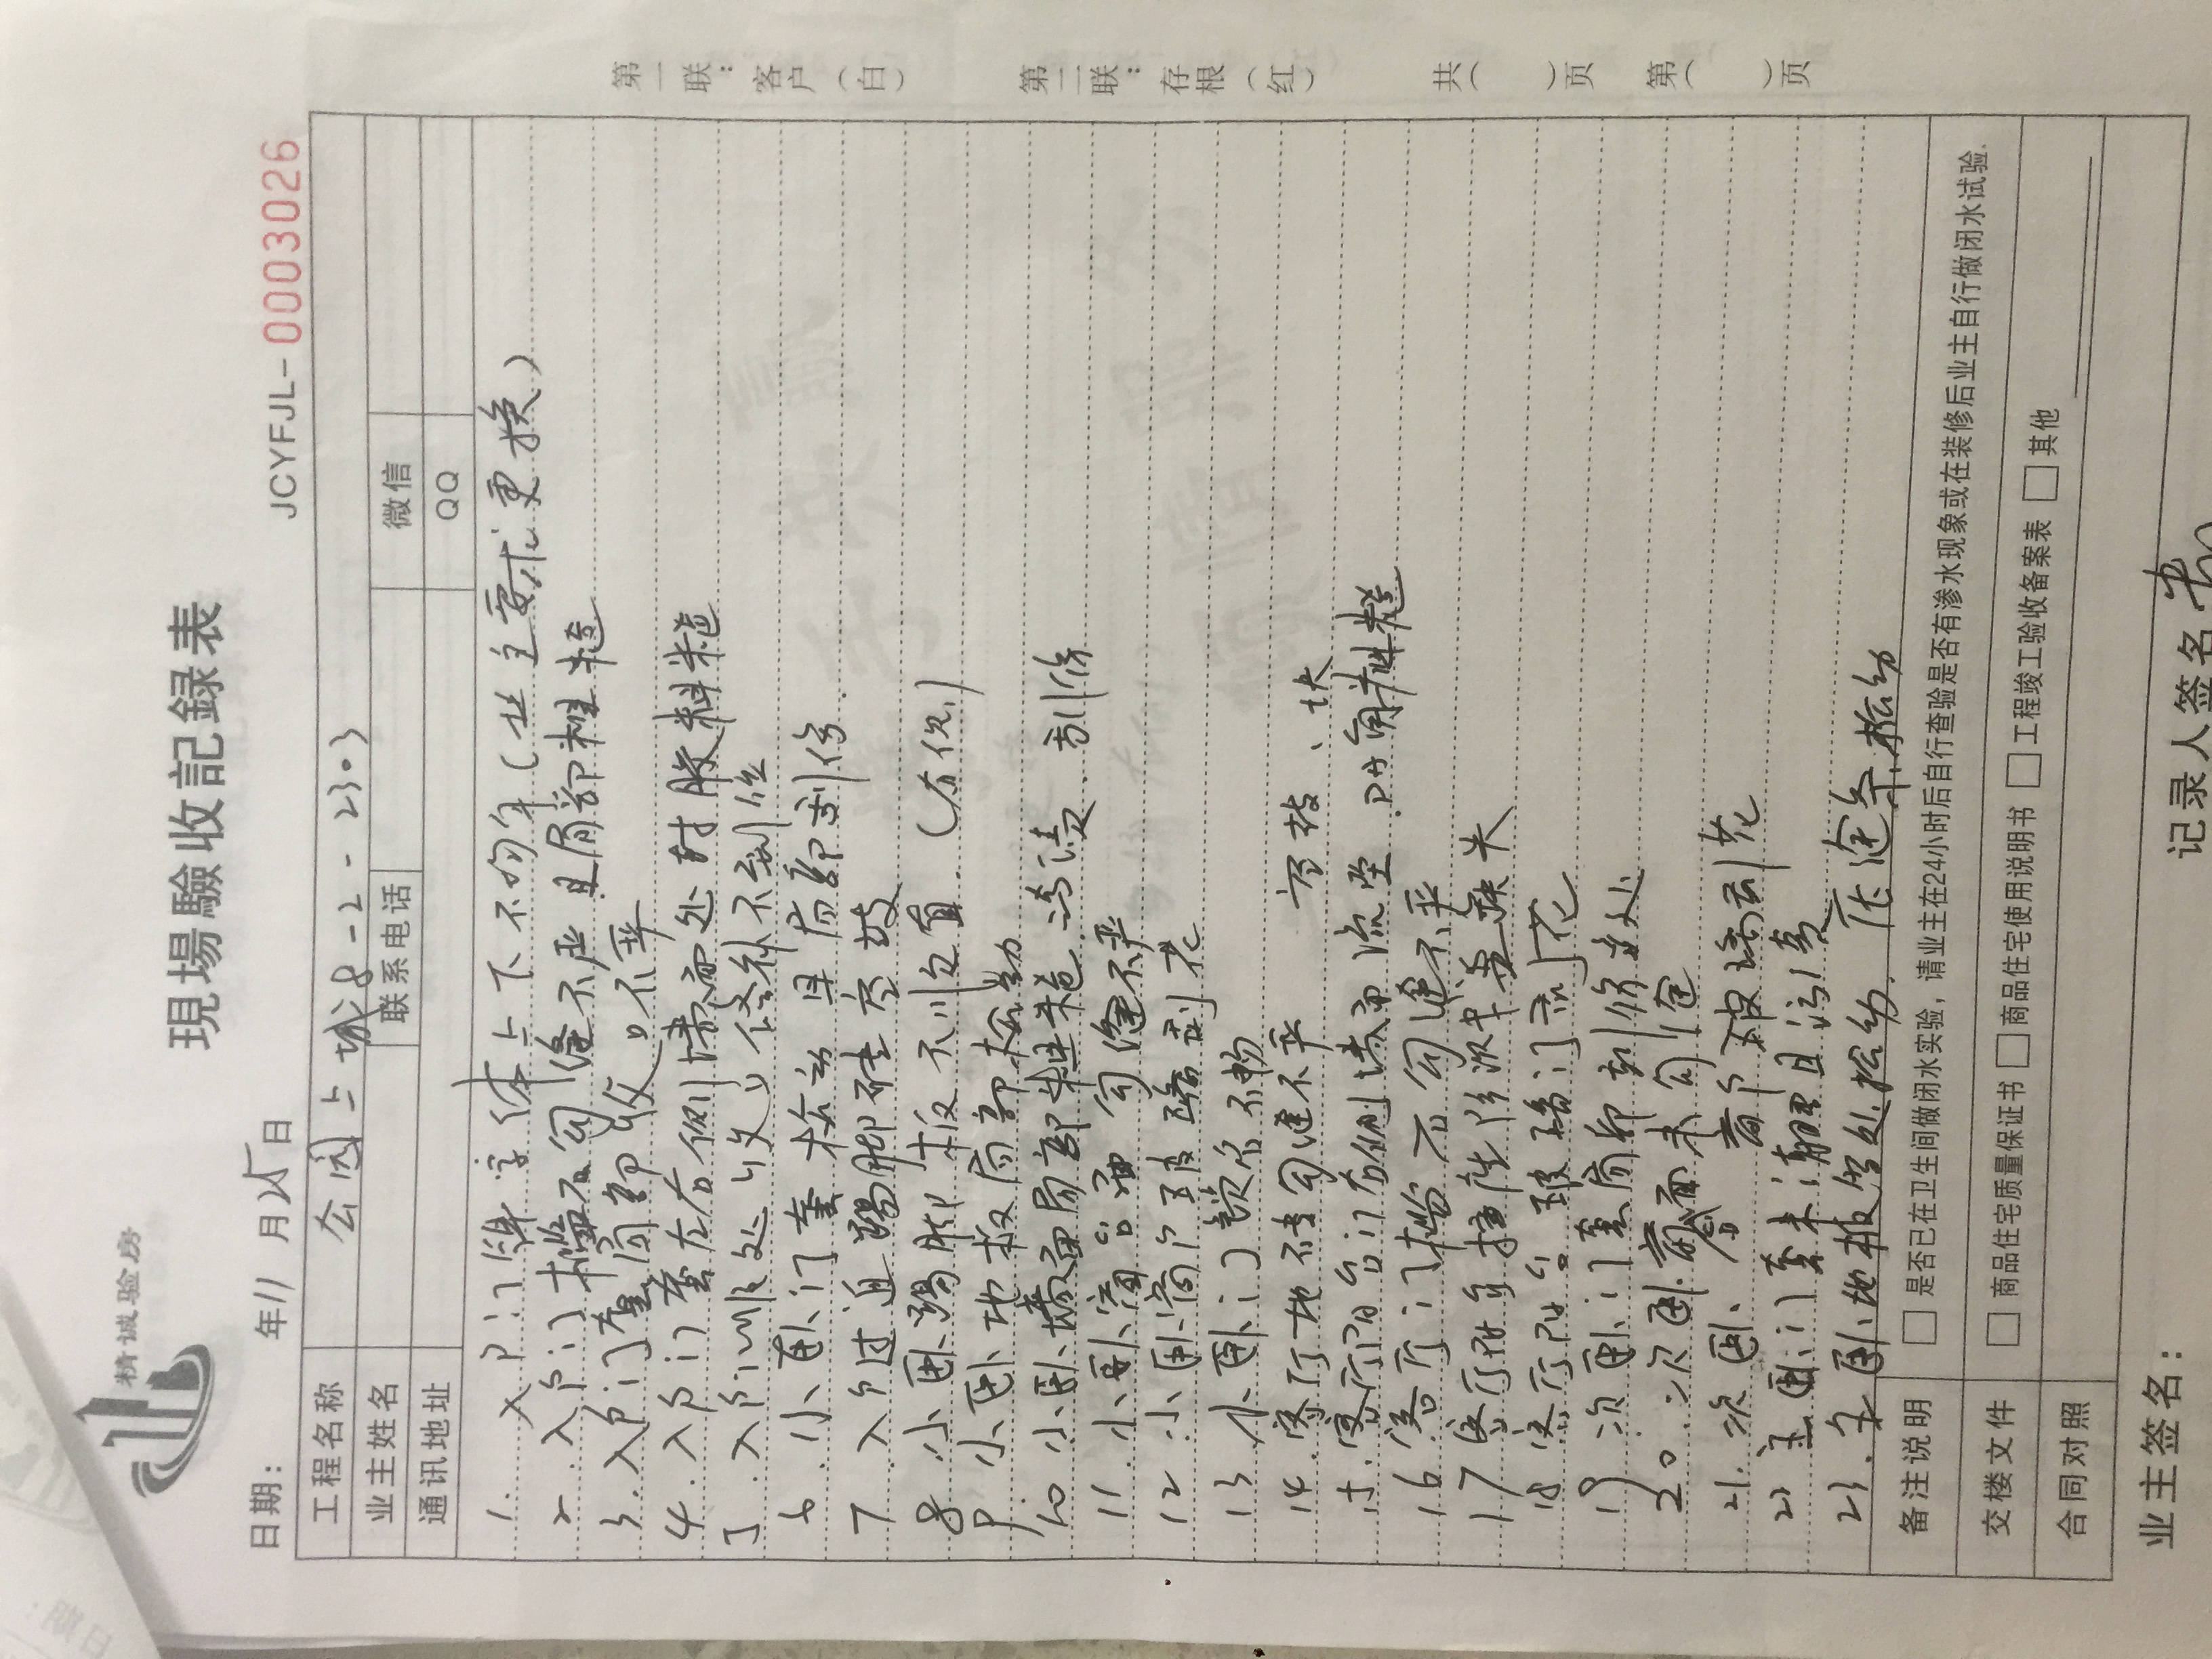 精诚验房
現場驗收記録表
日期: 年11月25日
JCYFJL-0003026
工程名称 公园上城8-2-2303
业主姓名 联系电话 微信
通讯地址 QQ
1. 入户门牌字体上下不均匀(业主要求更换)
2. 入户门槛石勾缝不严且局部粗糙
3. 入户门套局部收口不严
4. 入户门套左右侧墙面处封胶粗糙
5. 入户门顶处收口修补不到位
6. 小卧门套松动且局部刮伤
7. 入户过道踢脚砖空鼓
8. 小卧踢脚板不顺直.(右侧)
9. 小卧地板局部松动
10 小卧墙面局部粗糙.污渍.刮伤
11. 小卧窗台面勾缝不严
12. 小卧窗户玻璃刮花
13. 小卧门锁 不畅
14. 客厅地砖勾缝不严 空鼓、块
15. 客厅阳台门右侧墙面流坠.阴角粗糙
16 客厅门槛石勾缝不严
17 客厅阳台插座 盖缺失
18 客厅阳台玻璃门刮花
19 次卧门套局部刮伤 处
20. 次卧窗台面未勾缝
21. 次卧 窗户玻璃刮花
22 主卧门套未清理且污渍
23. 主卧地板多处松动.压缝条松动
备注说明 □ 是否已在卫生间做闭水实验,请业主在24小时后自行查验是否有渗水现象或在装修后业主自行做闭水试验.
交楼文件 □ 商品住宅质量保证书 □ 商品住宅使用说明书 □ 工程竣工验收备案表 □ 其他
合同对照
业主签名: 记录人签名
第一联:客户(白) 第二联:存根(红) 共( )页 第( )页